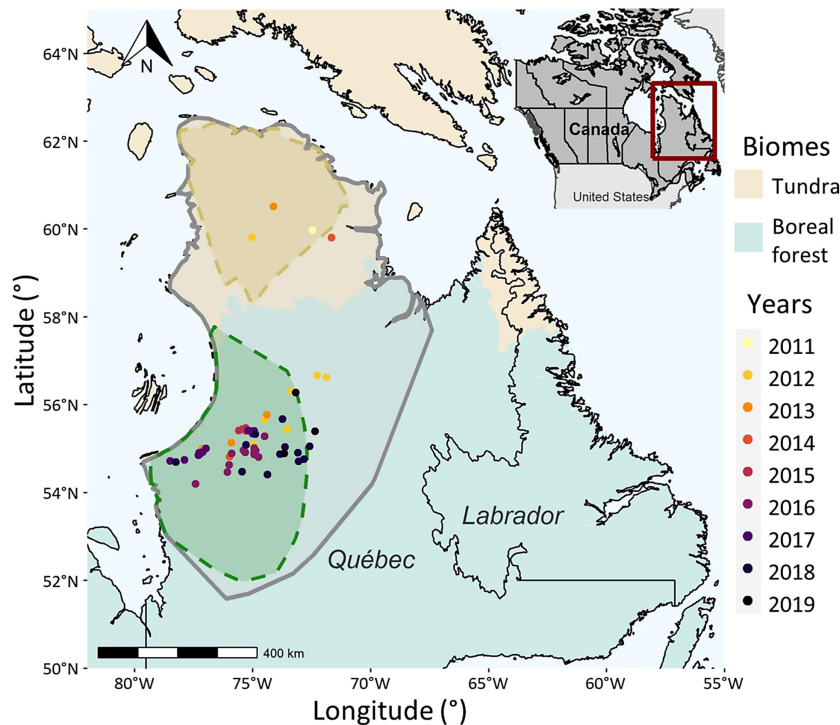 64°N
62°N
60°N
58°N
56°N
54°N
52°N
50°N
Latitude (°)
N
Canada
United States
Québec
Labrador
400 km
80°W
75°W
70°W
65°W
60°W
55°W
Longitude (°)
Biomes
Tundra
Boreal
forest
Years
2011
2012
2013
2014
2015
2016
2017
2018
2019